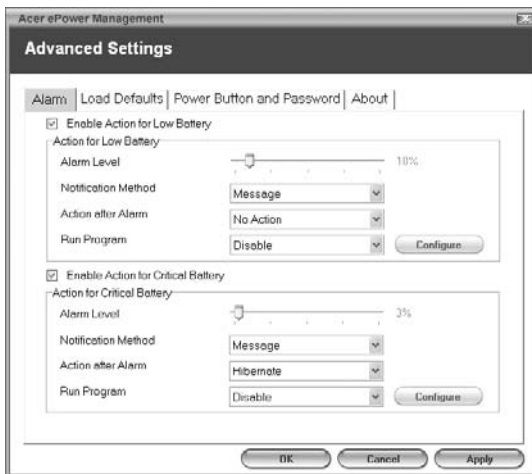 Acer ePower Management
Advanced Settings
Alarm Load Defaults Power Button and Password About
Enable Action for Low Battery
Action for Low Battery
Alarm Level 10%
Notification Method Message
Action after Alarm No Action
Run Program Disable Configure
Enable Action for Critical Battery
Action for Critical Battery
Alarm Level 3%
Notification Method Message
Action after Alarm Hibernate
Run Program Disable Configure
OK Cancel Apply